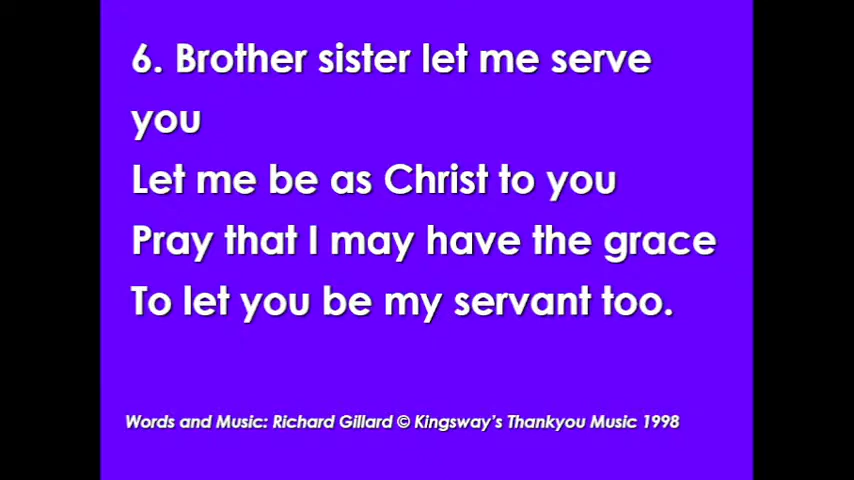 6. Brother sister let me serve
you
Let me be as Christ to you
Pray that I may have the grace
To let you be my servant too.
Words and Music: Richard Gillard © Kingsway's Thankyou Music 1998